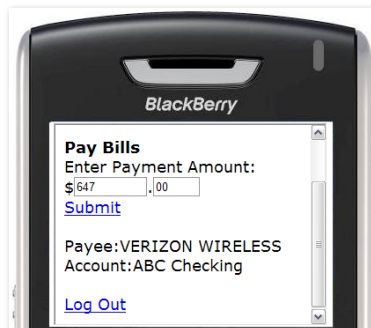 BlackBerry
Pay Bills
Enter Payment Amount:
$647.00
Submit
Payee:VERIZON WIRELESS
Account:ABC Checking
Log Out